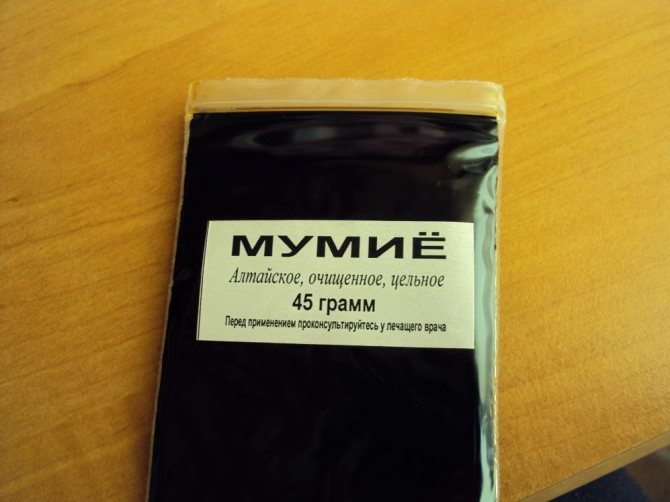 МУМИЁ
Алтайское, очищенное, цельное
45 грамм
Перед применением проконсультируйтесь у лечащего врача